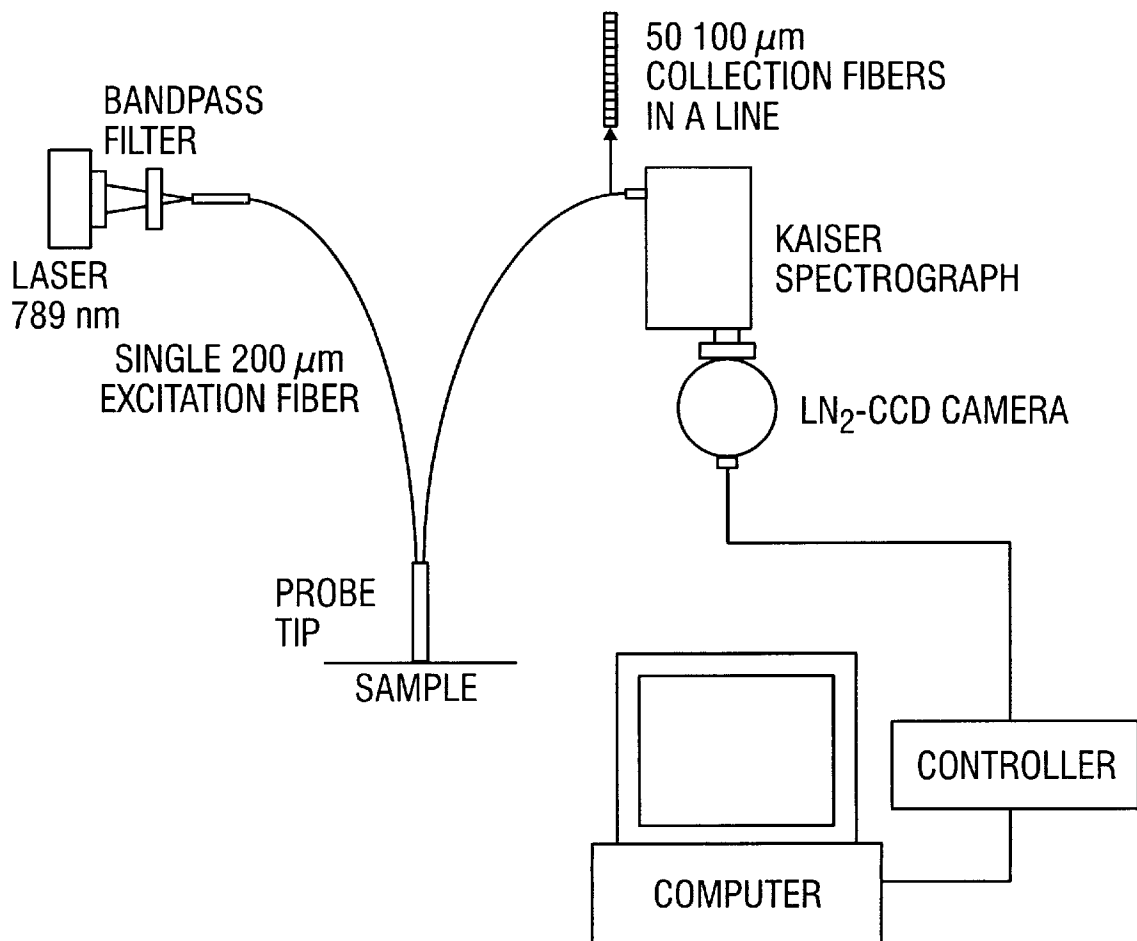 50 100 µm
COLLECTION FIBERS
IN A LINE
BANDPASS
FILTER
LASER
789 nm
KAISER
SPECTROGRAPH
SINGLE 200 µm
EXCITATION FIBER
LN₂-CCD CAMERA
PROBE
TIP
SAMPLE
CONTROLLER
COMPUTER